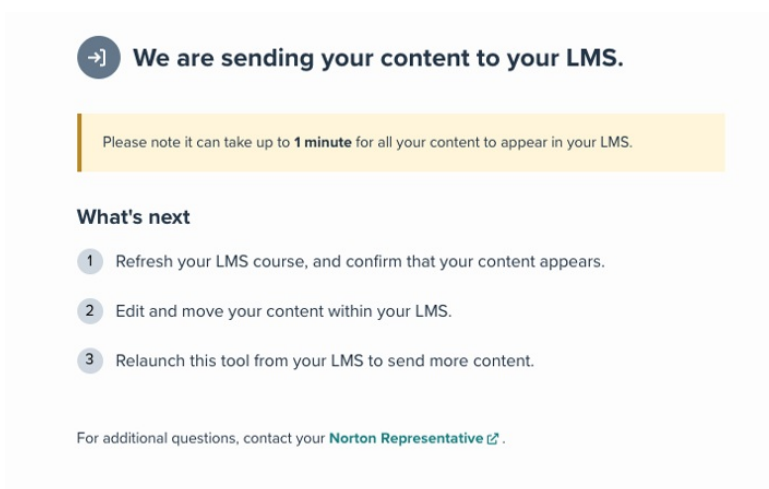 We are sending your content to your LMS.
Please note it can take up to 1 minute for all your content to appear in your LMS.
What's next
1 Refresh your LMS course, and confirm that your content appears.
2 Edit and move your content within your LMS.
3 Relaunch this tool from your LMS to send more content.
For additional questions, contact your Norton Representative.